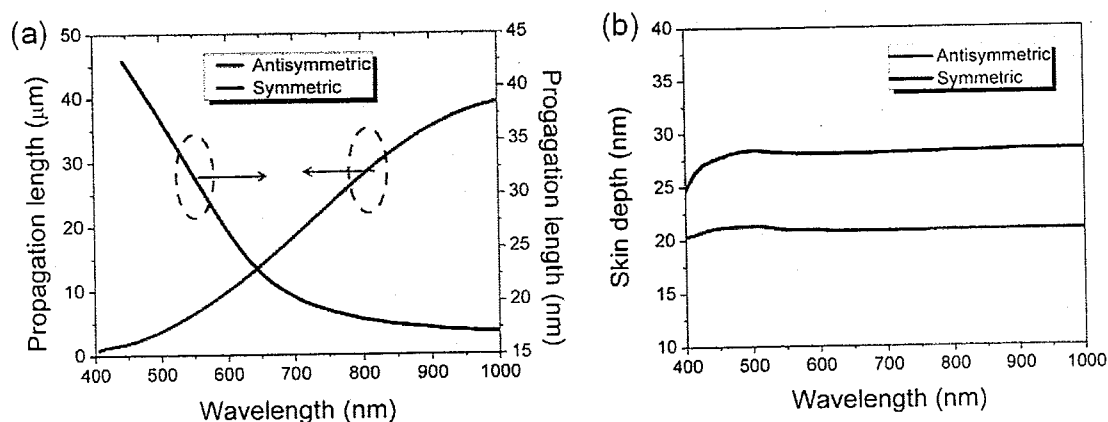 (a)
Propagation length (μm)
50
40
30
20
10
0
Antisymmetric
Symmetric
45
40
35
30
25
20
15
Progagation length (nm)
400 500 600 700 800 900 1000
Wavelength (nm)
(b)
Skin depth (nm)
40
35
30
25
20
15
10
Antisymmetric
Symmetric
400 500 600 700 800 900 1000
Wavelength (nm)